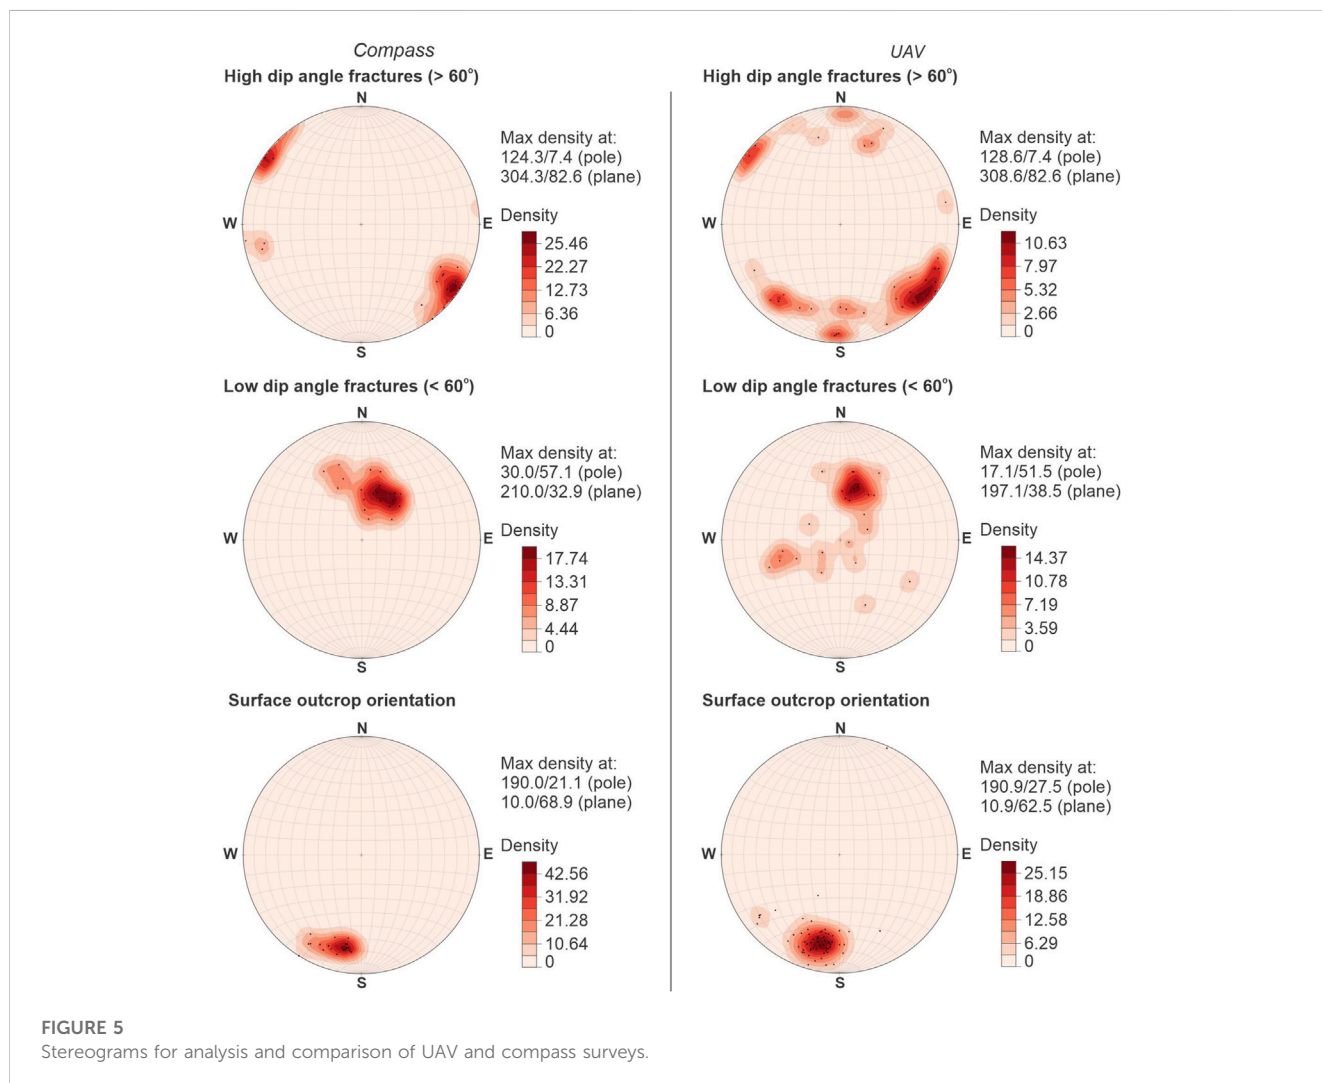 Compass
High dip angle fractures (> 60°)
N
W
E
S
Max density at:
124.3/7.4 (pole)
304.3/82.6 (plane)
Density
25.46
22.27
12.73
6.36
0
Low dip angle fractures (< 60°)
N
W
E
S
Max density at:
30.0/57.1 (pole)
210.0/32.9 (plane)
Density
17.74
13.31
8.87
4.44
0
Surface outcrop orientation
N
W
E
S
Max density at:
190.0/21.1 (pole)
10.0/68.9 (plane)
Density
42.56
31.92
21.28
10.64
0
UAV
High dip angle fractures (> 60°)
N
W
E
S
Max density at:
128.6/7.4 (pole)
308.6/82.6 (plane)
Density
10.63
7.97
5.32
2.66
0
Low dip angle fractures (< 60°)
N
W
E
S
Max density at:
17.1/51.5 (pole)
197.1/38.5 (plane)
Density
14.37
10.78
7.19
3.59
0
Surface outcrop orientation
N
W
E
S
Max density at:
190.9/27.5 (pole)
10.9/62.5 (plane)
Density
25.15
18.86
12.58
6.29
0
FIGURE 5
Stereograms for analysis and comparison of UAV and compass surveys.